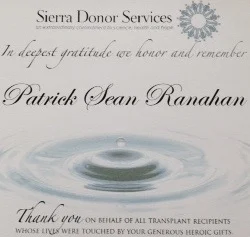 Sierra Donor Services
In deepest gratitude we honor and remember
Patrick Sean Ranahan
Thank you ON BEHALF OF ALL TRANSPLANT RECIPIENTS
WHOSE LIVES WERE TOUCHED BY YOUR GENEROUS HEROIC GIFTS.